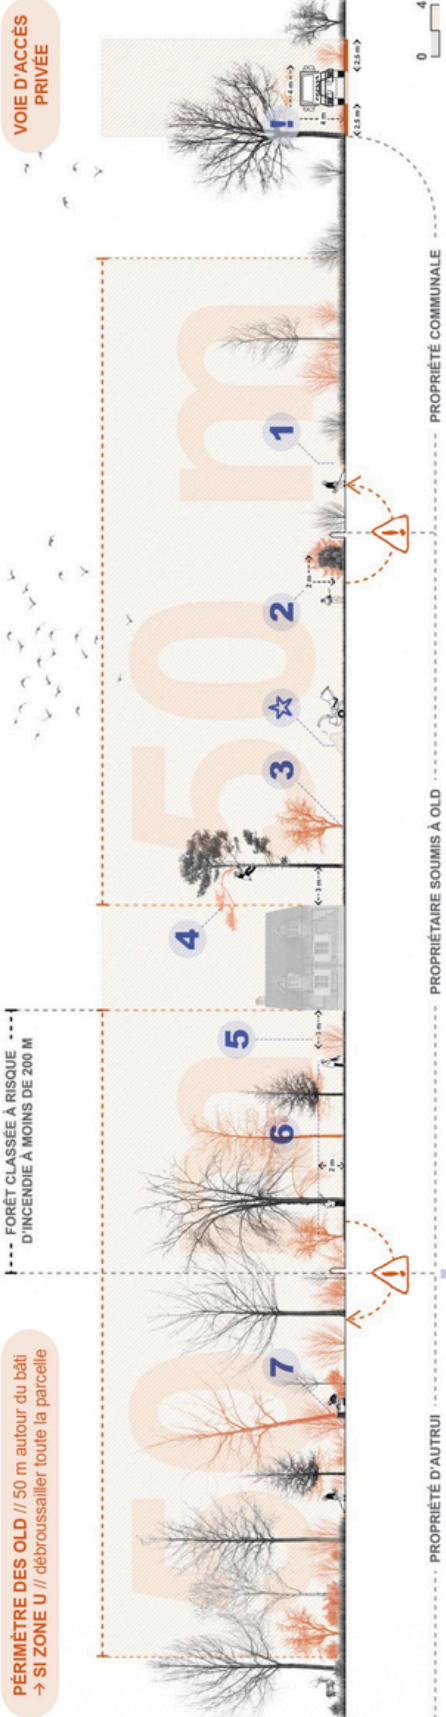 PÉRIMÈTRE DES OLD // 50 m autour du bâti
→ SI ZONE U // débroussailler toute la parcelle
FORÊT CLASSÉE À RISQUE
D'INCENDIE À MOINS DE 200 M
VOIE D'ACCÈS
PRIVÉE
50 m
50 m
7
6
5
4
3
2
1
!
2 m
3 m
3 m
2 m
4 m
4 m
2,5 m
2,5 m
!
!
PROPRIÉTÉ D'AUTRUI
PROPRIÉTAIRE SOUMIS À OLD
PROPRIÉTÉ COMMUNALE
0
4